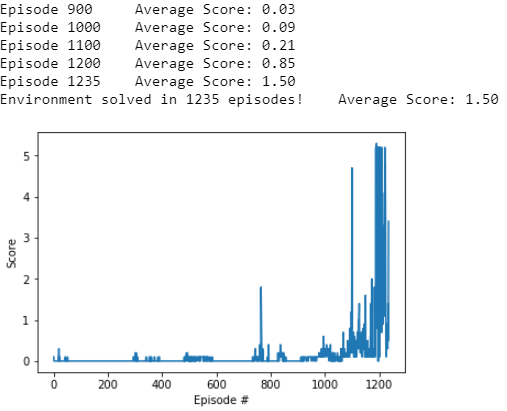 Episode 900 Average Score: 0.03
Episode 1000 Average Score: 0.09
Episode 1100 Average Score: 0.21
Episode 1200 Average Score: 0.85
Episode 1235 Average Score: 1.50
Environment solved in 1235 episodes! Average Score: 1.50
5
4
3
2
1
0
Score
0 200 400 600 800 1000 1200
Episode #